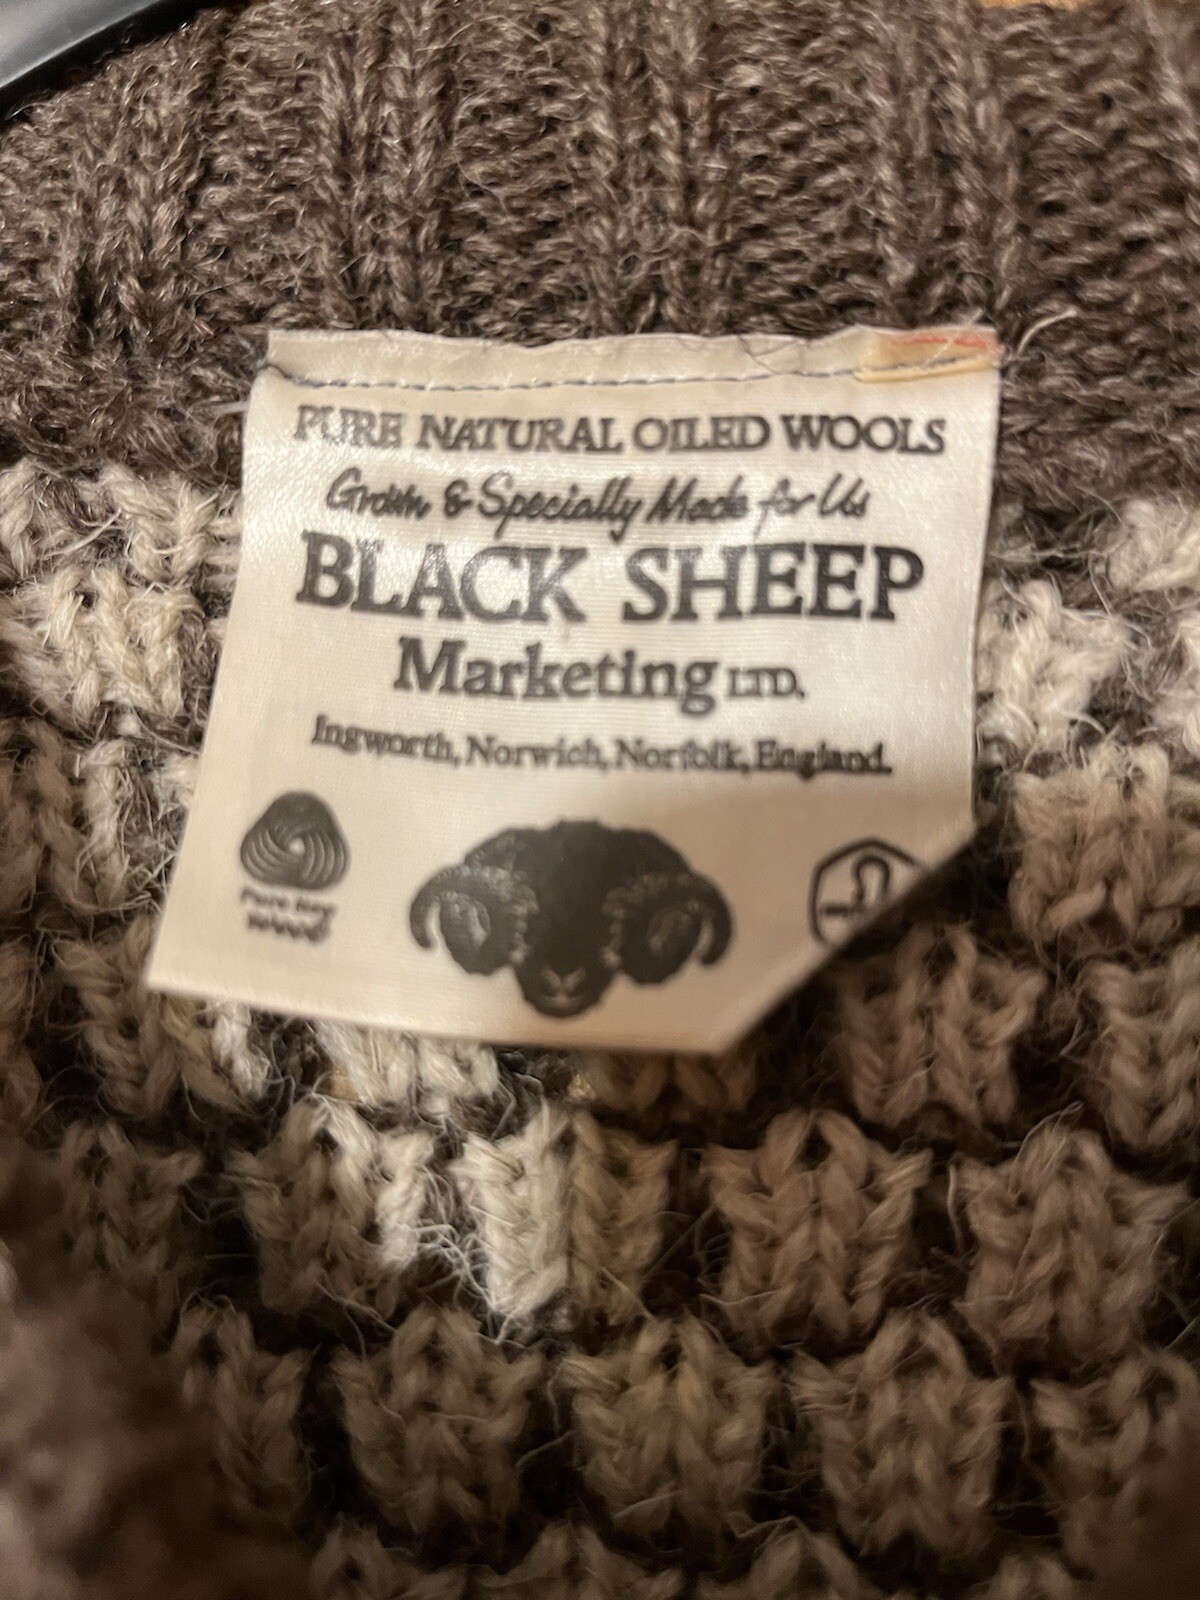 PURE NATURAL OILED WOOLS
Grown & Specially Made for Us
BLACK SHEEP
Marketing LTD.
Ingworth, Norwich, Norfolk, England.
Pure New
Wool